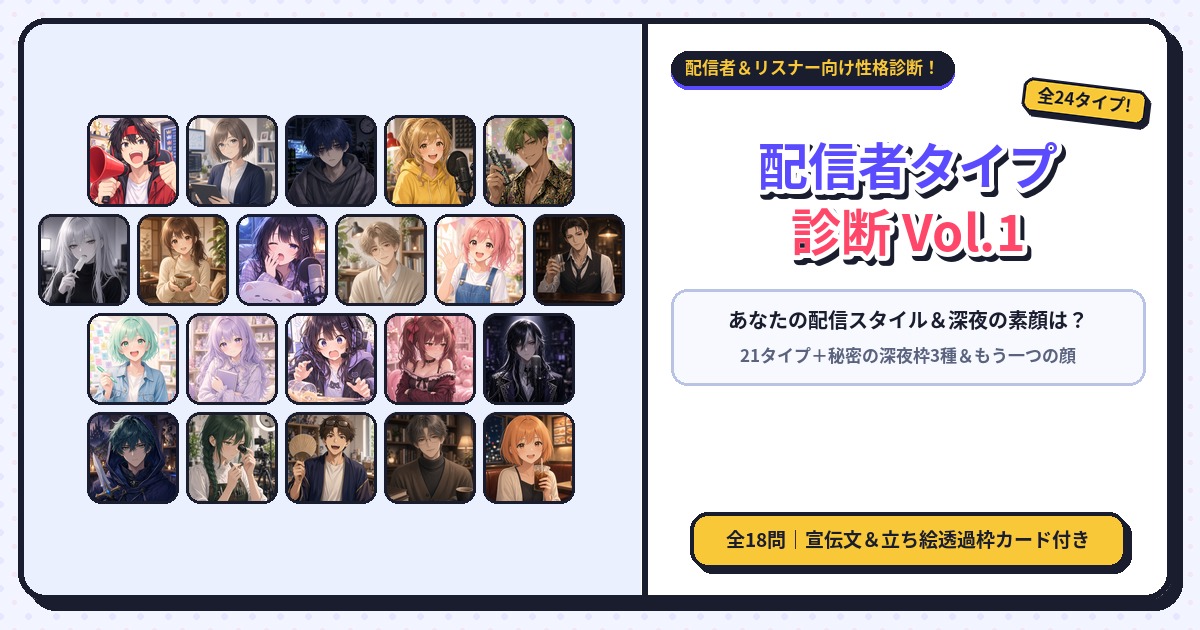 配信者＆リスナー向け性格診断！
全24タイプ!
配信者タイプ
診断 Vol.1
あなたの配信スタイル＆深夜の素顔は？
21タイプ＋秘密の深夜枠3種＆もう一つの顔
全18問｜宣伝文＆立ち絵透過枠カード付き